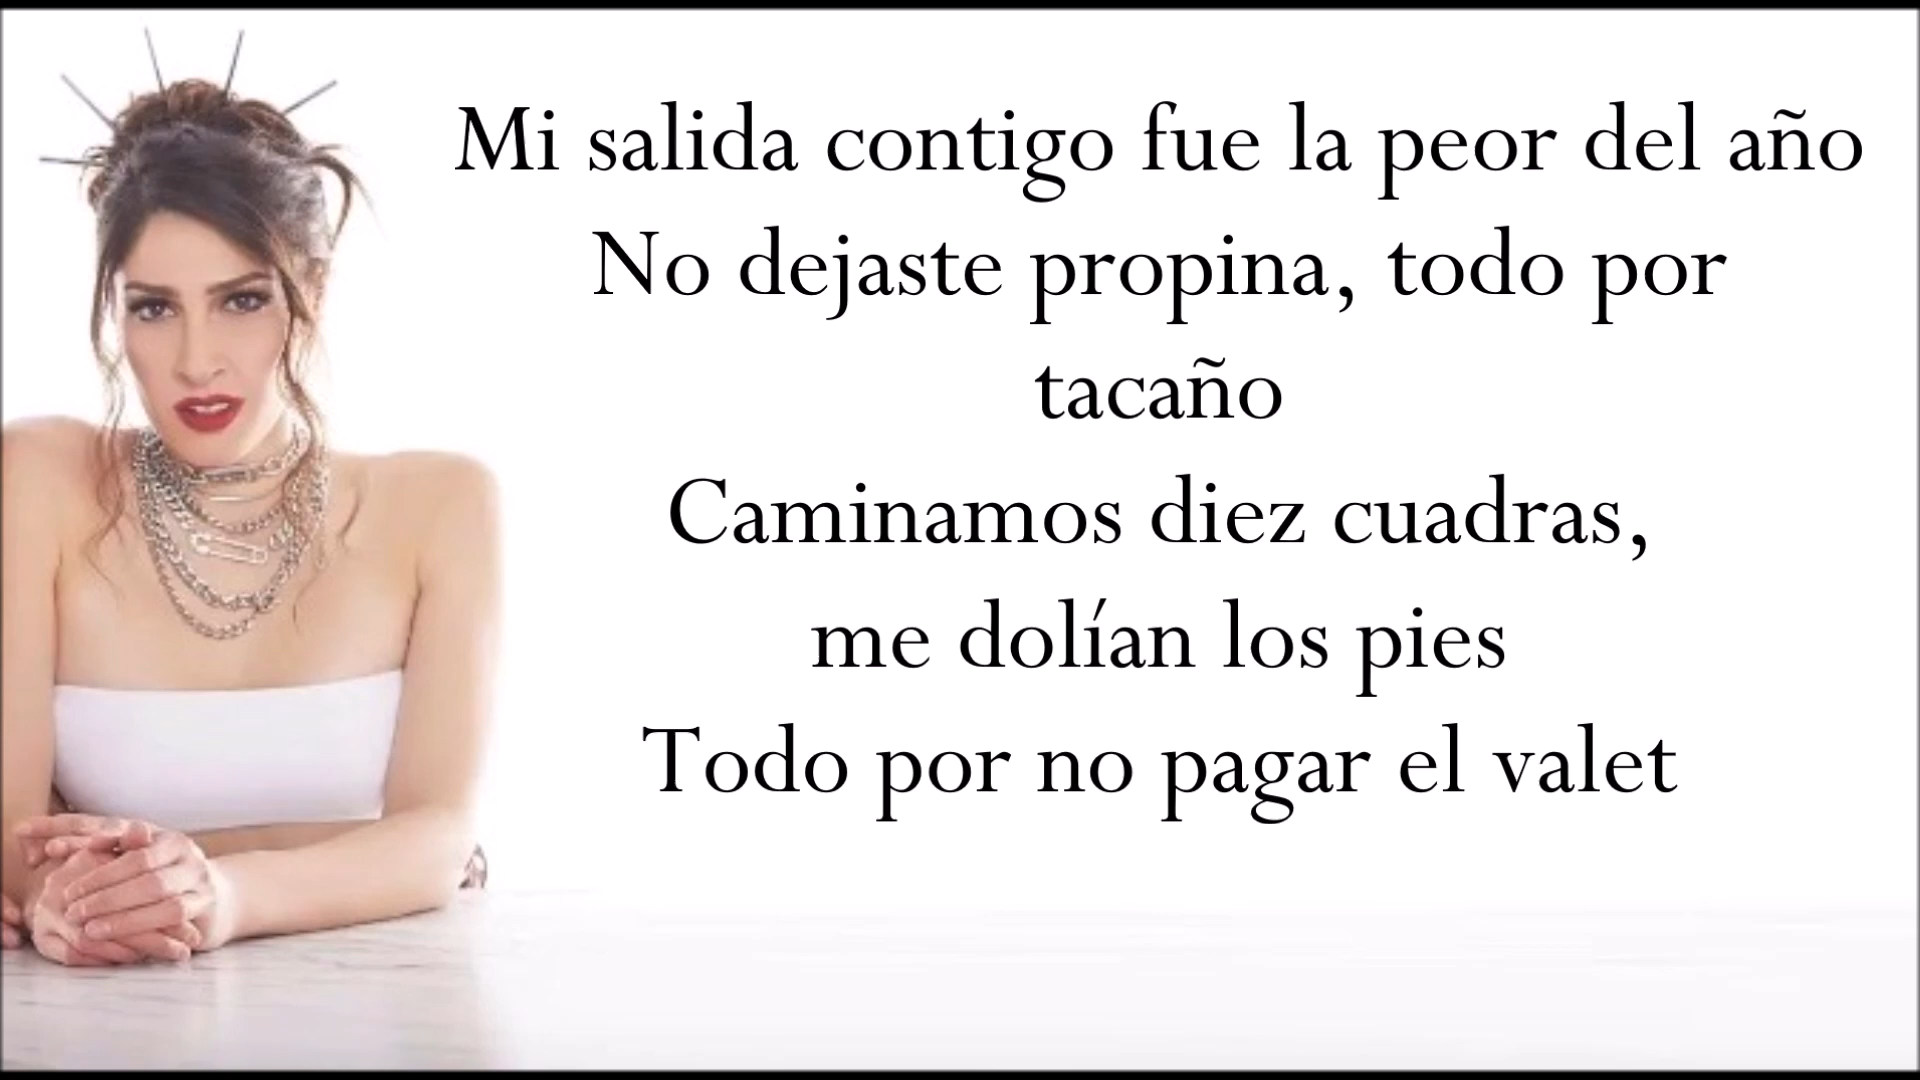 Mi salida contigo fue la peor del año
No dejaste propina, todo por
tacaño
Caminamos diez cuadras,
me dolían los pies
Todo por no pagar el valet